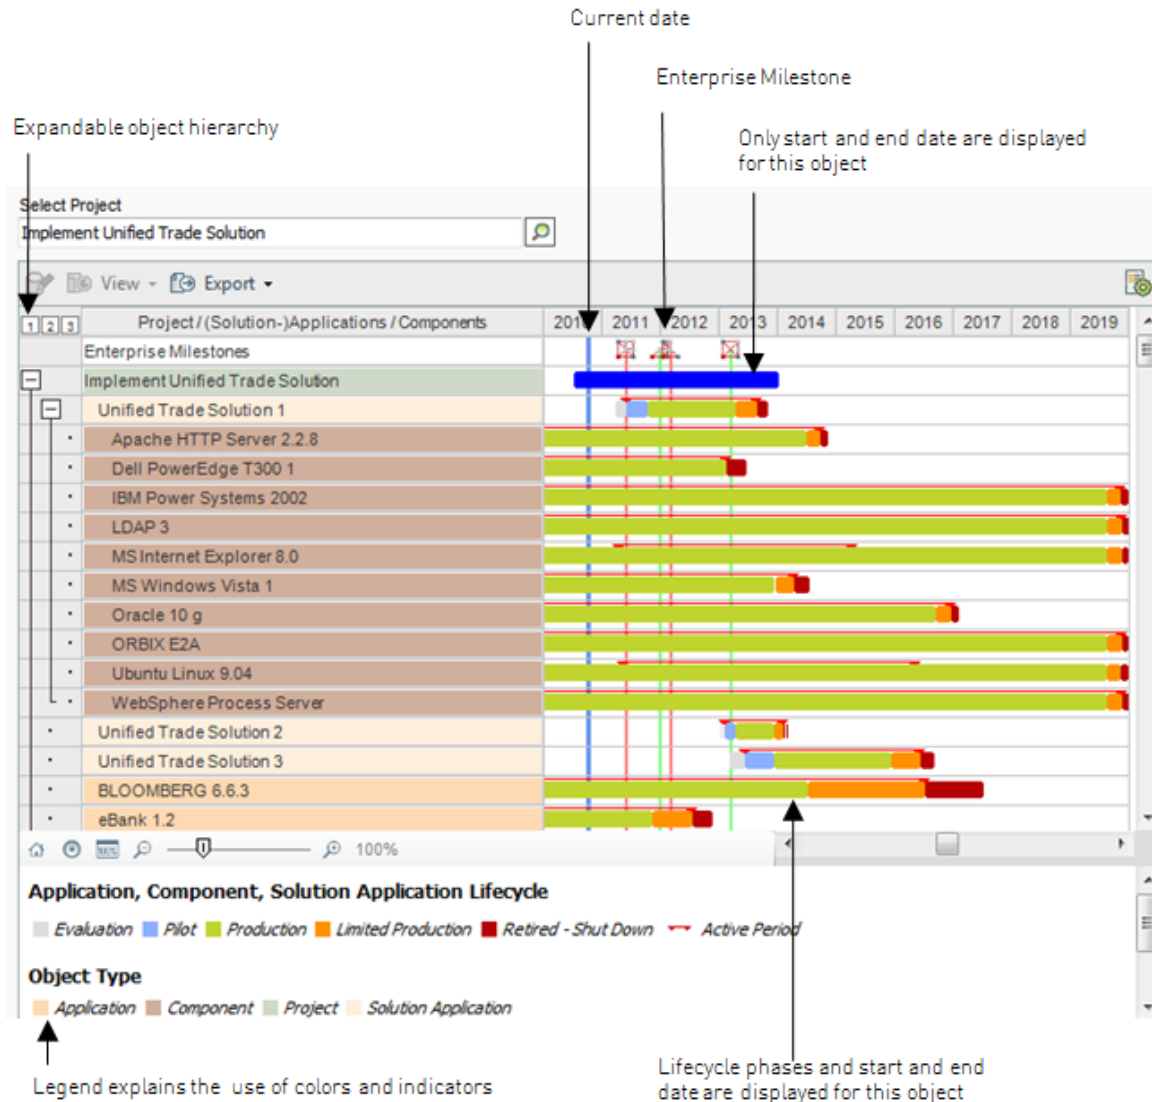 Current date
Enterprise Milestone
Expandable object hierarchy
Only start and end date are displayed
for this object
Select Project
Implement Unified Trade Solution
View Export
1 2 3 Project / (Solution-)Applications / Components 2010 2011 2012 2013 2014 2015 2016 2017 2018 2019
Enterprise Milestones
Implement Unified Trade Solution
Unified Trade Solution 1
Apache HTTP Server 2.2.8
Dell PowerEdge T300 1
IBM Power Systems 2002
LDAP 3
MS Internet Explorer 8.0
MS Windows Vista 1
Oracle 10 g
ORBIX E2A
Ubuntu Linux 9.04
WebSphere Process Server
Unified Trade Solution 2
Unified Trade Solution 3
BLOOMBERG 6.6.3
eBank 1.2
100%
Application, Component, Solution Application Lifecycle
Evaluation Pilot Production Limited Production Retired - Shut Down Active Period
Object Type
Application Component Project Solution Application
Legend explains the use of colors and indicators
Lifecycle phases and start and end
date are displayed for this object